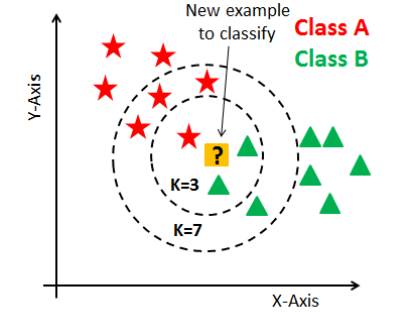 New example
to classify
Class A
Class B
Y-Axis
?
K=3
K=7
X-Axis